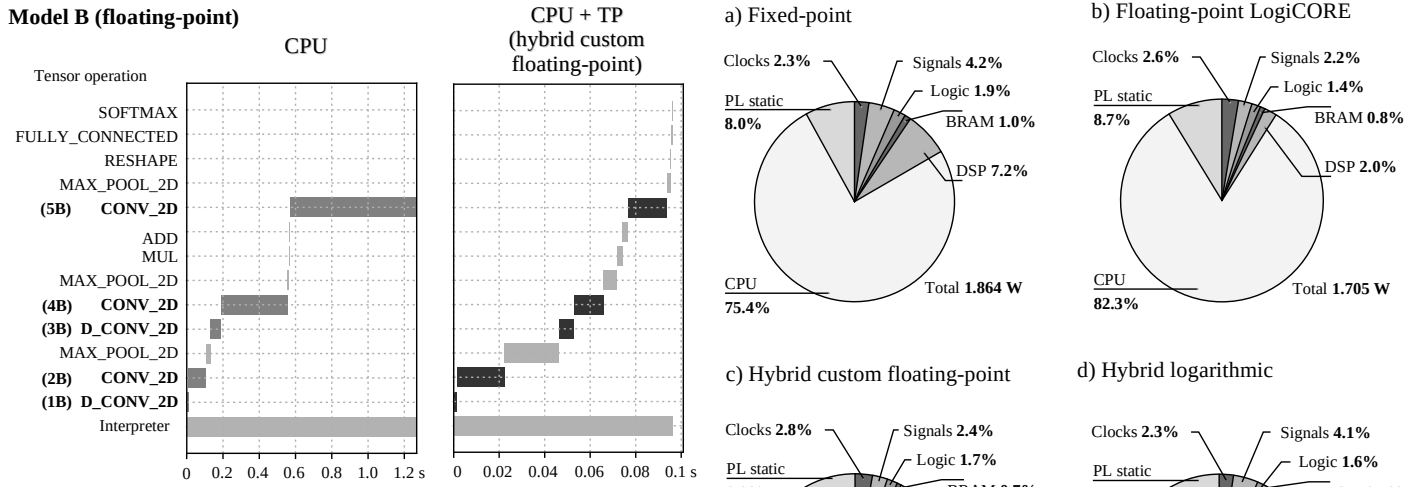 Model B (floating-point)
CPU
CPU + TP
(hybrid custom
floating-point)
Tensor operation
SOFTMAX
FULLY_CONNECTED
RESHAPE
MAX_POOL_2D
(5B) CONV_2D
ADD
MUL
MAX_POOL_2D
(4B) CONV_2D
(3B) D_CONV_2D
MAX_POOL_2D
(2B) CONV_2D
(1B) D_CONV_2D
Interpreter
0 0.2 0.4 0.6 0.8 1.0 1.2 s
0 0.02 0.04 0.06 0.08 0.1 s
a) Fixed-point
Clocks 2.3%
Signals 4.2%
Logic 1.9%
BRAM 1.0%
DSP 7.2%
PL static
8.0%
CPU
75.4%
Total 1.864 W
b) Floating-point LogiCORE
Clocks 2.6%
Signals 2.2%
Logic 1.4%
BRAM 0.8%
DSP 2.0%
PL static
8.7%
CPU
82.3%
Total 1.705 W
c) Hybrid custom floating-point
Clocks 2.8%
Signals 2.4%
Logic 1.7%
PL static
d) Hybrid logarithmic
Clocks 2.3%
Signals 4.1%
Logic 1.6%
PL static